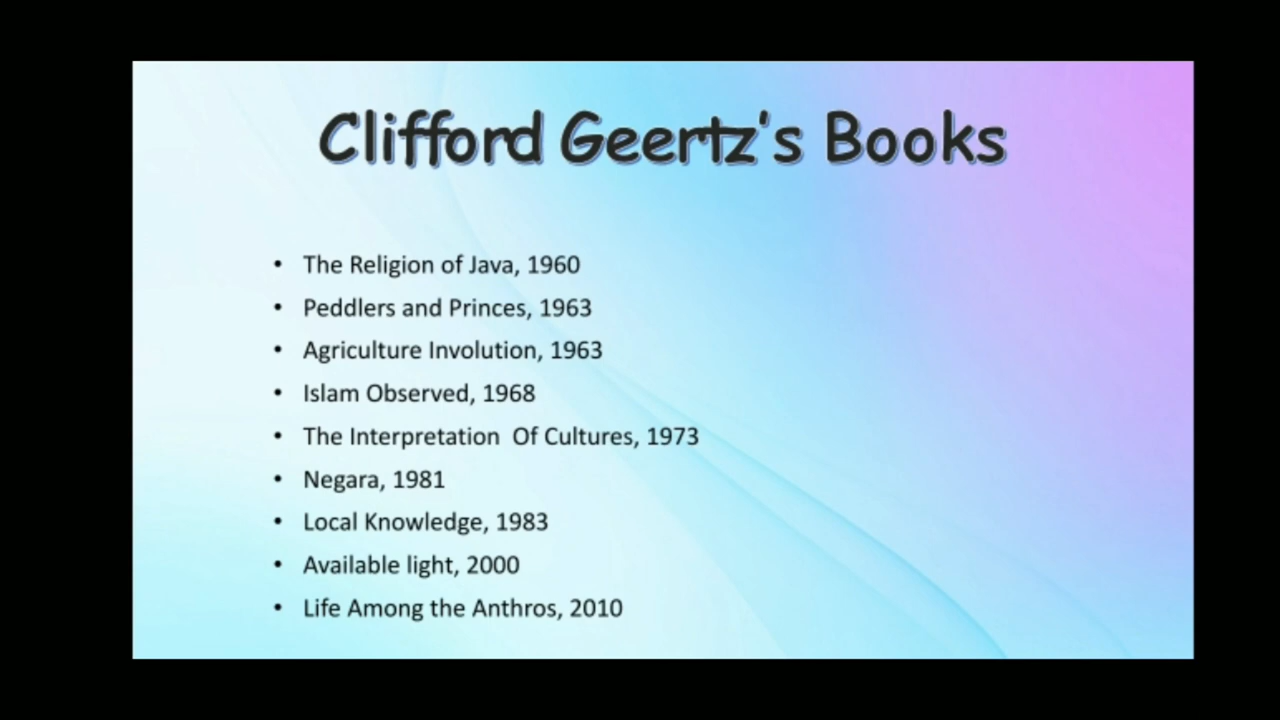 Clifford Geertz's Books
• The Religion of Java, 1960
• Peddlers and Princes, 1963
• Agriculture Involution, 1963
• Islam Observed, 1968
• The Interpretation  Of Cultures, 1973
• Negara, 1981
• Local Knowledge, 1983
• Available light, 2000
• Life Among the Anthros, 2010